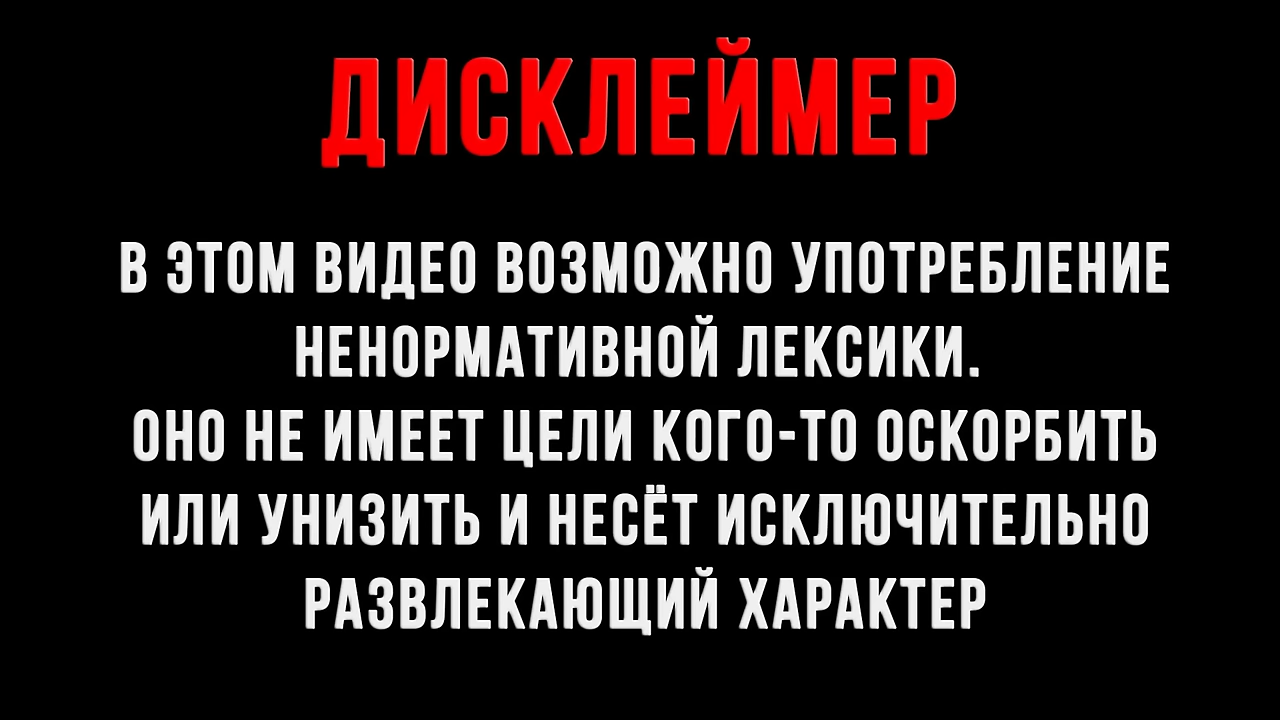 ДИСКЛЕЙМЕР
В ЭТОМ ВИДЕО ВОЗМОЖНО УПОТРЕБЛЕНИЕ
НЕНОРМАТИВНОЙ ЛЕКСИКИ.
ОНО НЕ ИМЕЕТ ЦЕЛИ КОГО-ТО ОСКОРБИТЬ
ИЛИ УНИЗИТЬ И НЕСЁТ ИСКЛЮЧИТЕЛЬНО
РАЗВЛЕКАЮЩИЙ ХАРАКТЕР